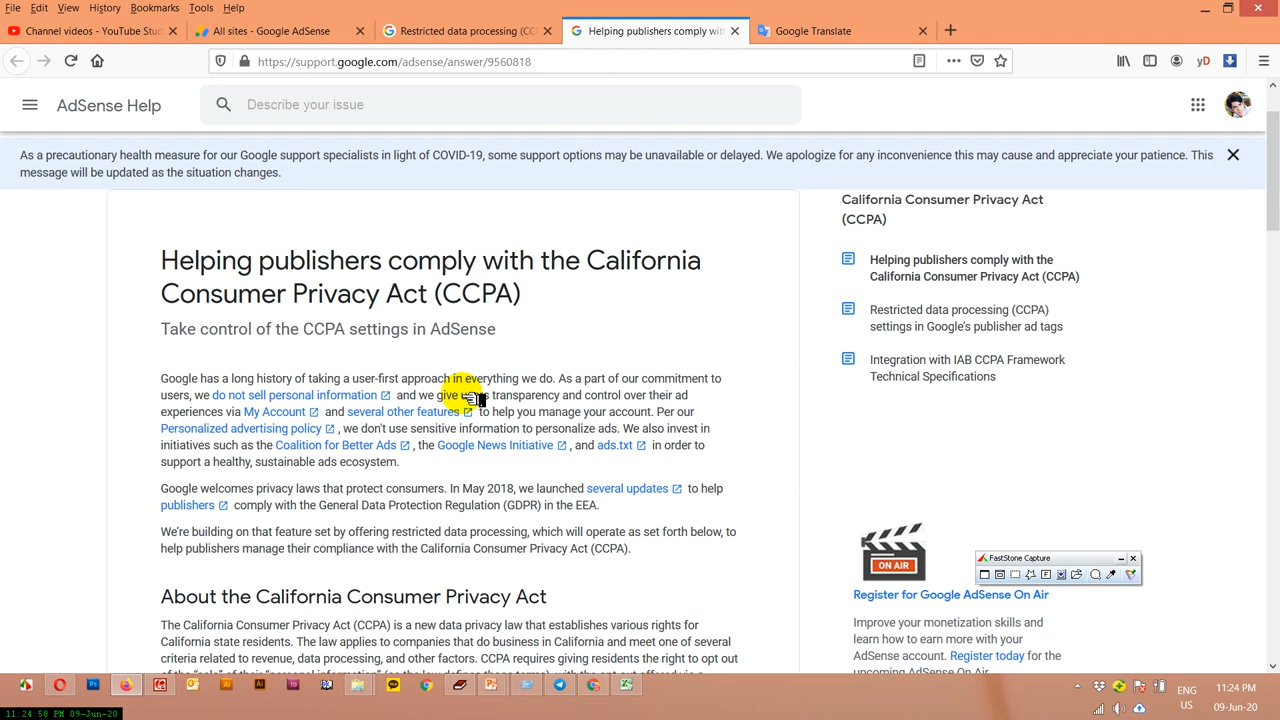 File Edit View History Bookmarks Tools Help
Channel videos - YouTube Stu
All sites - Google AdSense
Restricted data processing (CC
Helping publishers comply wit
Google Translate
https://support.google.com/adsense/answer/9560818
AdSense Help
Describe your issue
As a precautionary health measure for our Google support specialists in light of COVID-19, some support options may be unavailable or delayed. We apologize for any inconvenience this may cause and appreciate your patience. This
message will be updated as the situation changes.
Helping publishers comply with the California
Consumer Privacy Act (CCPA)
Take control of the CCPA settings in AdSense
Google has a long history of taking a user-first approach in everything we do. As a part of our commitment to
users, we do not sell personal information and we give transparency and control over their ad
experiences via My Account and several other features to help you manage your account. Per our
Personalized advertising policy , we don't use sensitive information to personalize ads. We also invest in
initiatives such as the Coalition for Better Ads , the Google News Initiative , and ads.txt in order to
support a healthy, sustainable ads ecosystem.
Google welcomes privacy laws that protect consumers. In May 2018, we launched several updates to help
publishers comply with the General Data Protection Regulation (GDPR) in the EEA.
We're building on that feature set by offering restricted data processing, which will operate as set forth below, to
help publishers manage their compliance with the California Consumer Privacy Act (CCPA).
About the California Consumer Privacy Act
The California Consumer Privacy Act (CCPA) is a new data privacy law that establishes various rights for
California state residents. The law applies to companies that do business in California and meet one of several
criteria related to revenue, data processing, and other factors. CCPA requires giving residents the right to opt out
California Consumer Privacy Act
(CCPA)
Helping publishers comply with the
California Consumer Privacy Act (CCPA)
Restricted data processing (CCPA)
settings in Google's publisher ad tags
Integration with IAB CCPA Framework
Technical Specifications
ON AIR
FastStone Capture
Register for Google AdSense On Air
Improve your monetization skills and
learn how to earn more with your
AdSense account. Register today for the
upcoming AdSense On Air
ENG
US
11:24 PM
09-Jun-20
11:24:58 PM 09-Jun-20